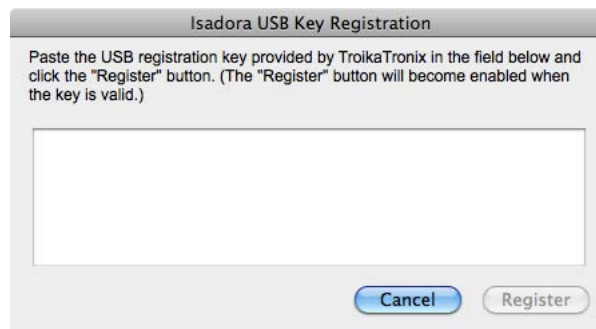 Isadora USB Key Registration
Paste the USB registration key provided by TroikaTronix in the field below and
click the "Register" button. (The "Register" button will become enabled when
the key is valid.)
Cancel Register